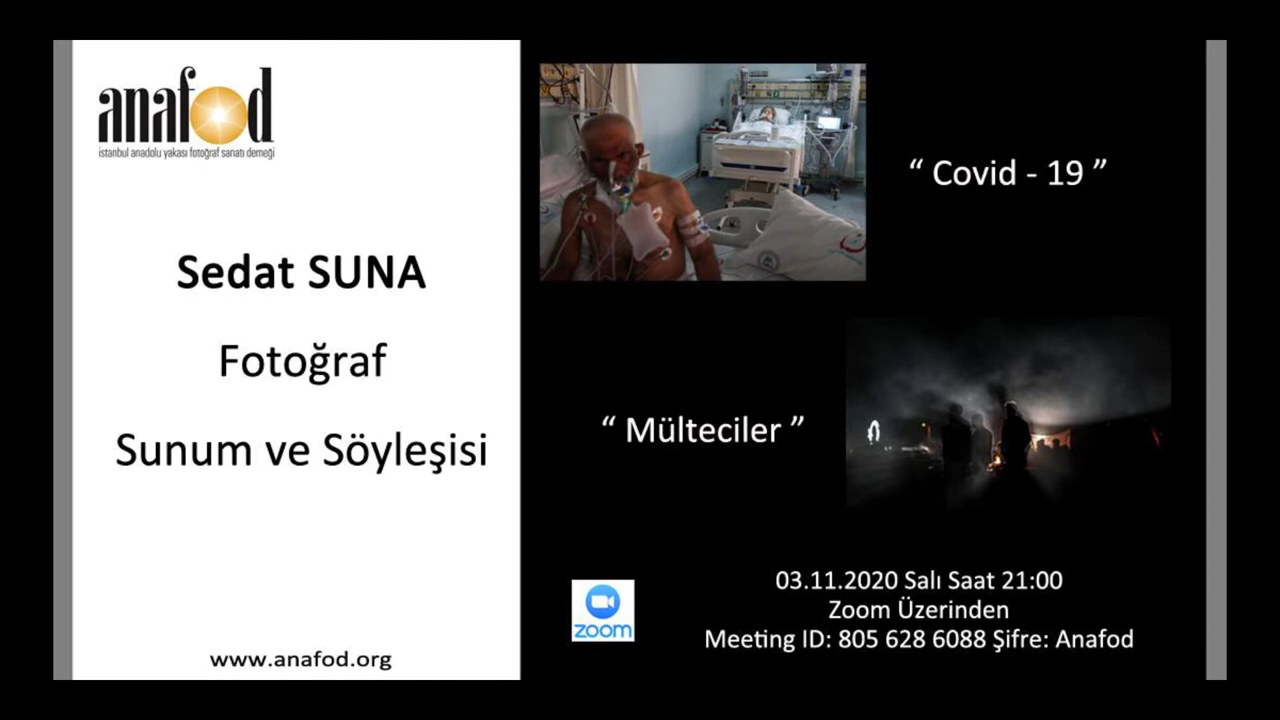 anafod
istanbul anadolu yakası fotoğraf sanatı derneği
Sedat SUNA
Fotoğraf
Sunum ve Söyleşisi
www.anafod.org
“ Covid - 19 ”
“ Mülteciler ”
zoom
03.11.2020 Salı Saat 21:00
Zoom Üzerinden
Meeting ID: 805 628 6088 Şifre: Anafod